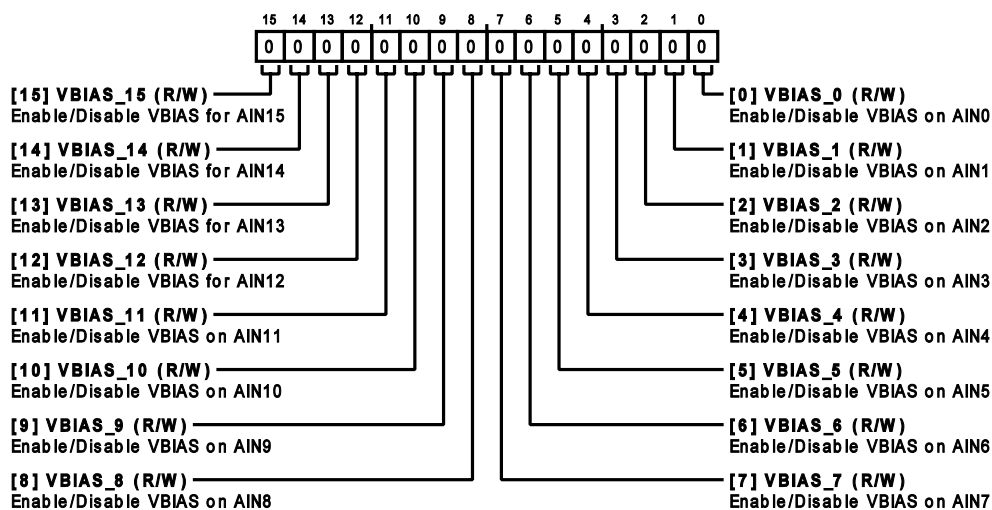 15 14 13 12 11 10 9 8 7 6 5 4 3 2 1 0
0 0 0 0 0 0 0 0 0 0 0 0 0 0 0 0
[15] VBIAS_15 (R/W)
Enable/Disable VBIAS for AIN15
[14] VBIAS_14 (R/W)
Enable/Disable VBIAS for AIN14
[13] VBIAS_13 (R/W)
Enable/Disable VBIAS for AIN13
[12] VBIAS_12 (R/W)
Enable/Disable VBIAS for AIN12
[11] VBIAS_11 (R/W)
Enable/Disable VBIAS on AIN11
[10] VBIAS_10 (R/W)
Enable/Disable VBIAS on AIN10
[9] VBIAS_9 (R/W)
Enable/Disable VBIAS on AIN9
[8] VBIAS_8 (R/W)
Enable/Disable VBIAS on AIN8
[0] VBIAS_0 (R/W)
Enable/Disable VBIAS on AIN0
[1] VBIAS_1 (R/W)
Enable/Disable VBIAS on AIN1
[2] VBIAS_2 (R/W)
Enable/Disable VBIAS on AIN2
[3] VBIAS_3 (R/W)
Enable/Disable VBIAS on AIN3
[4] VBIAS_4 (R/W)
Enable/Disable VBIAS on AIN4
[5] VBIAS_5 (R/W)
Enable/Disable VBIAS on AIN5
[6] VBIAS_6 (R/W)
Enable/Disable VBIAS on AIN6
[7] VBIAS_7 (R/W)
Enable/Disable VBIAS on AIN7